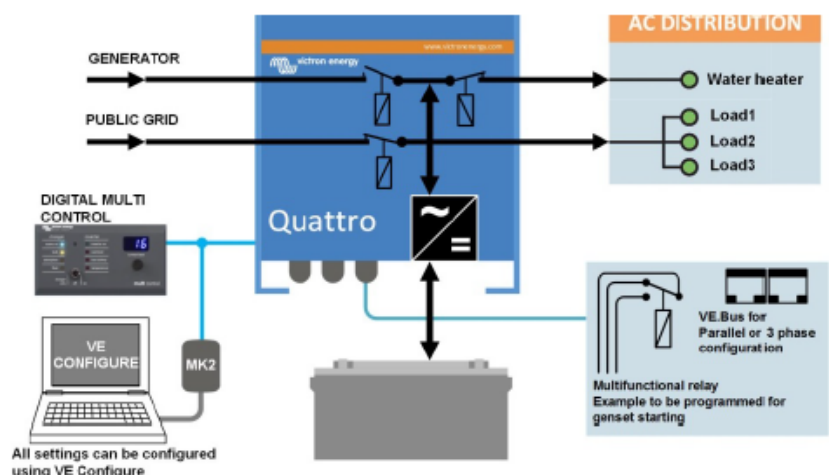 AC DISTRIBUTION
www.victronenergy.com
victron energy
GENERATOR
Water heater
PUBLIC GRID
Load1
Load2
Load3
DIGITAL MULTI
CONTROL
16
Quattro
VE
CONFIGURE
MK2
VE.Bus for
Parallel or 3 phase
configuration
Multifunctional relay
Example to be programmed for
genset starting
All settings can be configured
using VE Configure